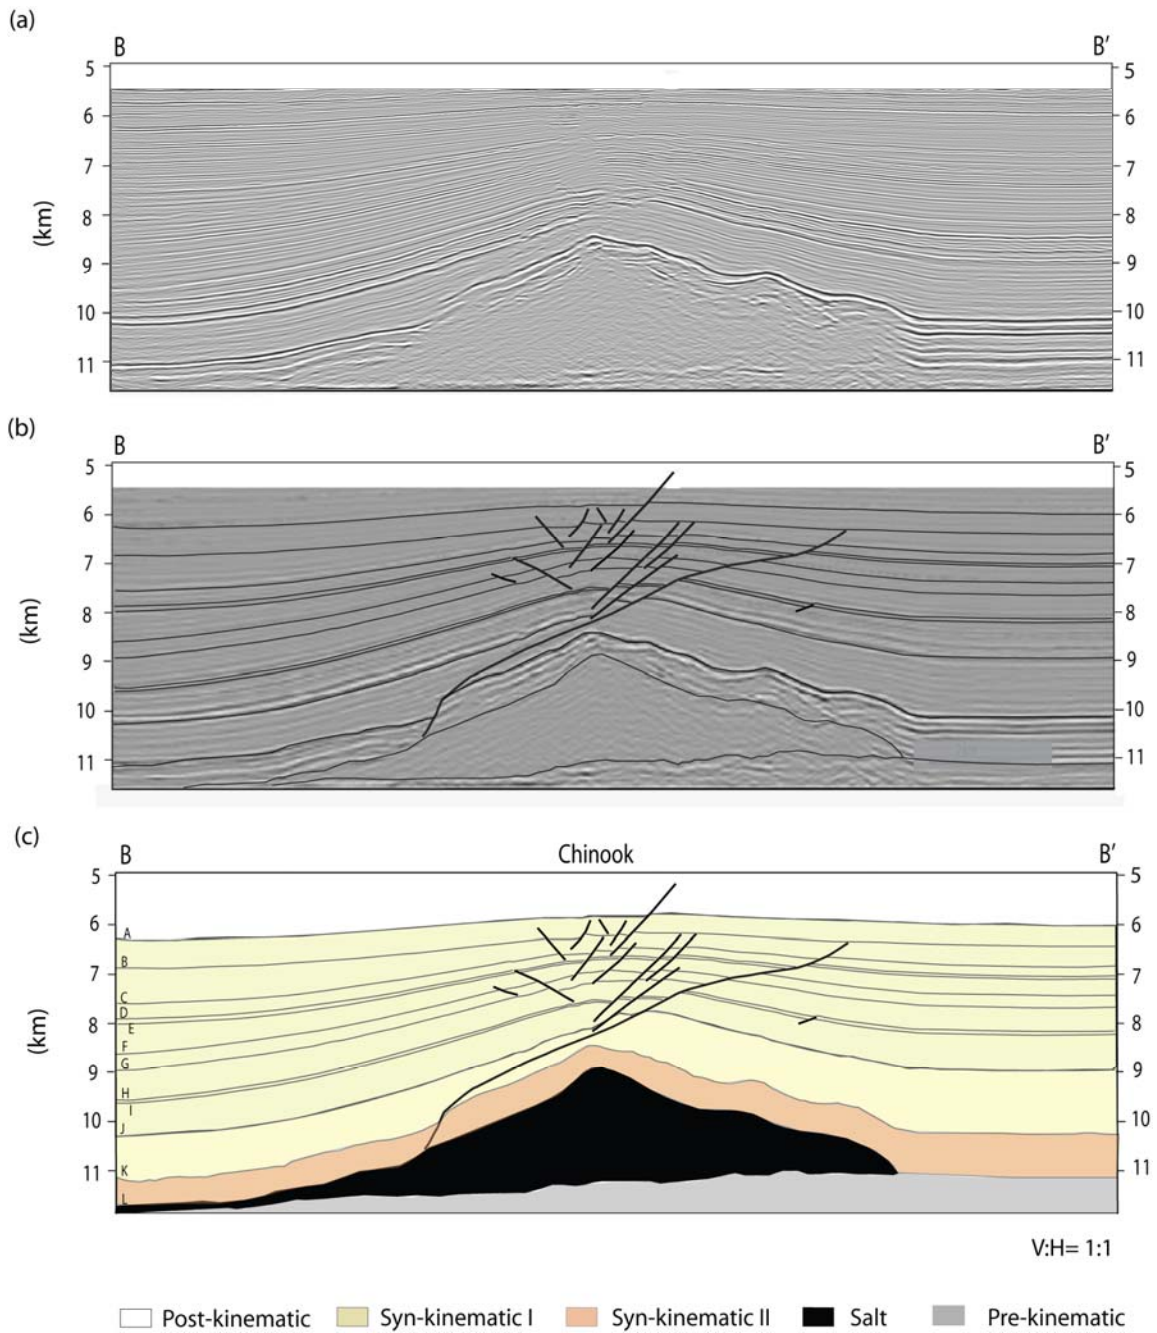 (a)
B B′
5 5
6 6
7 7
8 8
9 9
10 10
11 11
(km)
(b)
B B′
5 5
6 6
7 7
8 8
9 9
10 10
11 11
(km)
(c)
B Chinook B′
5 5
6 6
A
B
7 7
C
D
8 8
E
F
G
9 9
H
I
10 10
J
K
11 11
L
(km)
V:H= 1:1
Post-kinematic Syn-kinematic I Syn-kinematic II Salt Pre-kinematic